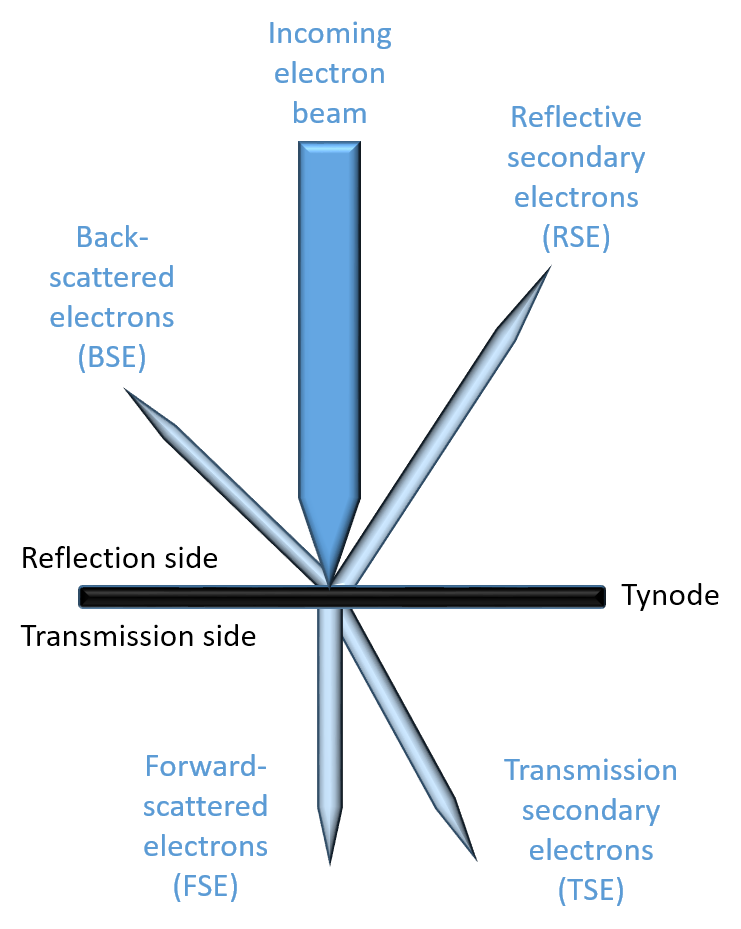 Incoming
electron
beam
Reflective
secondary
electrons
(RSE)
Back-
scattered
electrons
(BSE)
Reflection side
Tynode
Transmission side
Forward-
scattered
electrons
(FSE)
Transmission
secondary
electrons
(TSE)